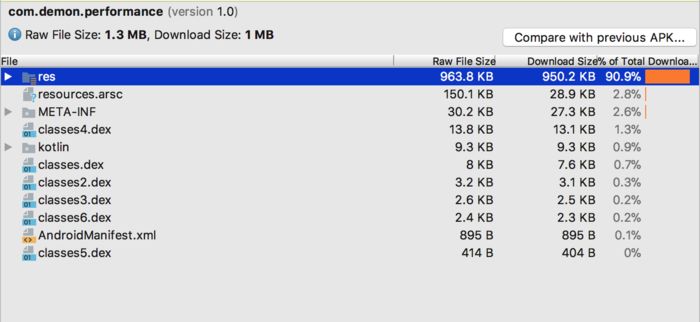 com.demon.performance (version 1.0)
Raw File Size: 1.3 MB, Download Size: 1 MB
Compare with previous APK...
File Raw File Size Download Size% of Total Downloa...
res 963.8 KB 950.2 KB 90.9%
resources.arsc 150.1 KB 28.9 KB 2.8%
META-INF 30.2 KB 27.3 KB 2.6%
classes4.dex 13.8 KB 13.1 KB 1.3%
kotlin 9.3 KB 9.3 KB 0.9%
classes.dex 8 KB 7.6 KB 0.7%
classes2.dex 3.2 KB 3.1 KB 0.3%
classes3.dex 2.6 KB 2.5 KB 0.2%
classes6.dex 2.4 KB 2.3 KB 0.2%
AndroidManifest.xml 895 B 895 B 0.1%
classes5.dex 414 B 404 B 0%